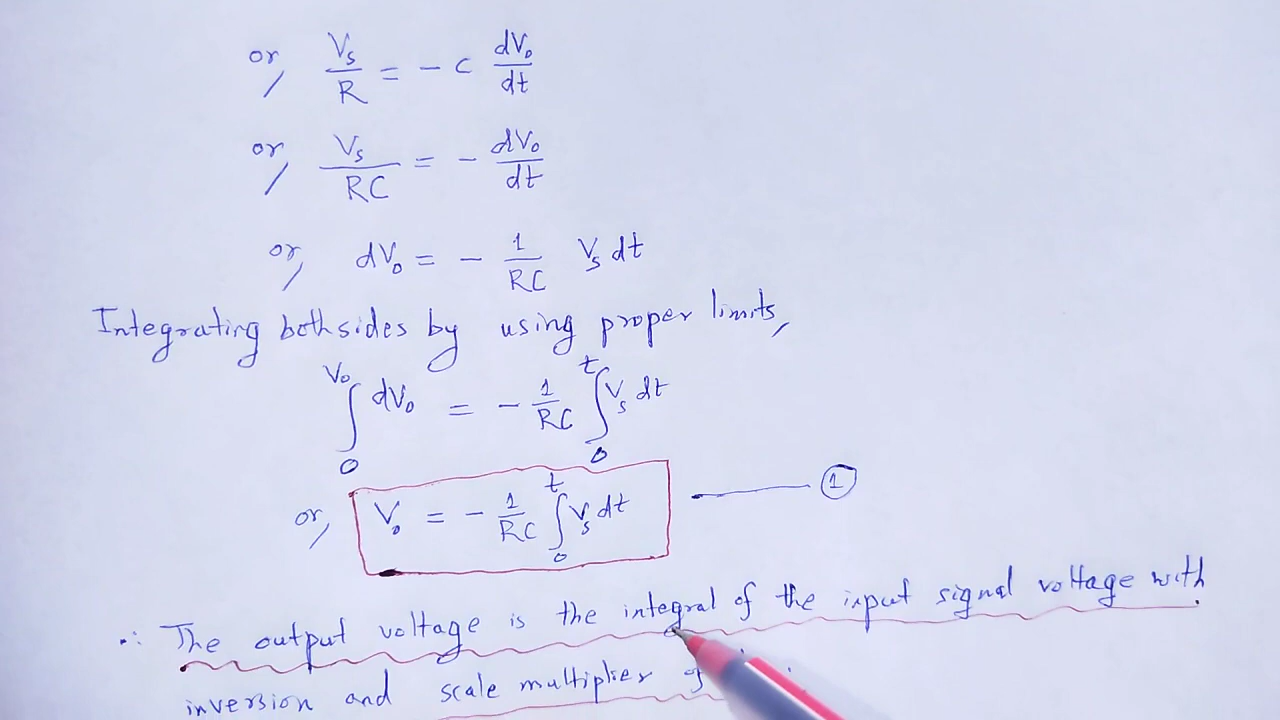 or, Vs/R = - C dVo/dt
or, Vs/RC = - dVo/dt
or, dVo = - 1/RC Vs dt
Integrating both sides by using proper limits,
∫₀^Vo dVo = - 1/RC ∫₀^t Vs dt
or, Vo = - 1/RC ∫₀^t Vs dt ——— ①
∴ The output voltage is the integral of the input signal voltage with
inversion and scale multiplier